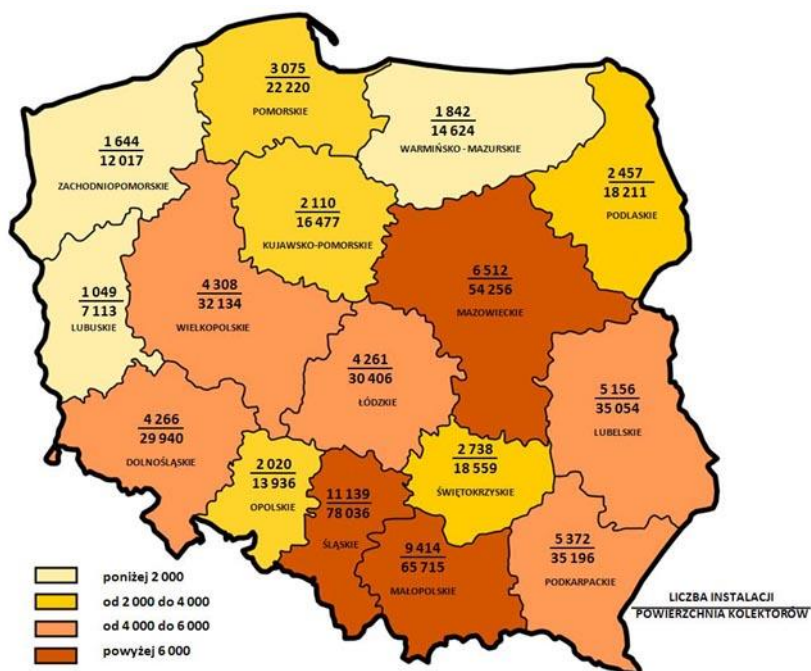 3 075
22 220
POMORSKIE
1 842
14 624
WARMIŃSKO - MAZURSKIE
1 644
12 017
ZACHODNIOPOMORSKIE
2 457
18 211
PODLASKIE
2 110
16 477
KUJAWSKO-POMORSKIE
6 512
54 256
MAZOWIECKIE
4 308
32 134
WIELKOPOLSKIE
1 049
7 113
LUBUSKIE
4 261
30 406
ŁÓDZKIE
5 156
35 054
LUBELSKIE
4 266
29 940
DOLNOŚLĄSKIE
2 020
13 936
OPOLSKIE
2 738
18 559
ŚWIĘTOKRZYSKIE
11 139
78 036
ŚLĄSKIE
9 414
65 715
MAŁOPOLSKIE
5 372
35 196
PODKARPACKIE
poniżej 2 000
od 2 000 do 4 000
od 4 000 do 6 000
powyżej 6 000
LICZBA INSTALACJI
POWIERZCHNIA KOLEKTORÓW